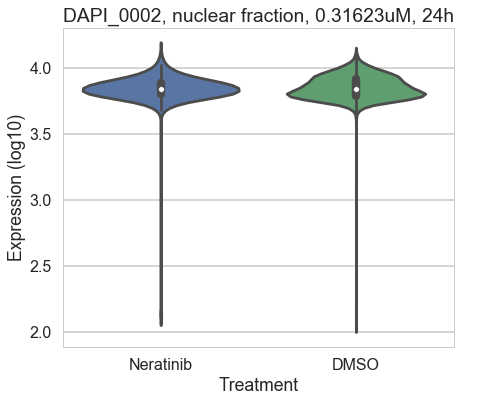 DAPI_0002, nuclear fraction, 0.31623uM, 24h
4.0
3.5
3.0
2.5
2.0
Expression (log10)
Neratinib
DMSO
Treatment